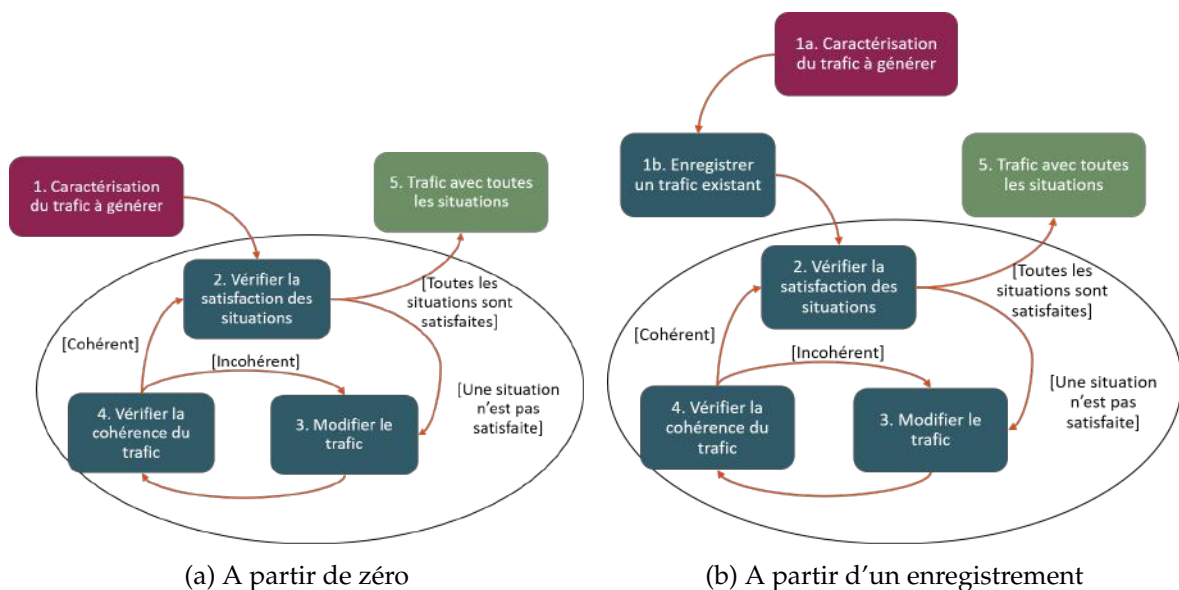 1. Caractérisation
du trafic à générer
5. Trafic avec toutes
les situations
2. Vérifier la
satisfaction des
situations
[Toutes les
situations sont
satisfaites]
[Cohérent]
[Incohérent]
[Une situation
n'est pas
satisfaite]
4. Vérifier la
cohérence du
trafic
3. Modifier le
trafic
(a) A partir de zéro
1a. Caractérisation
du trafic à générer
1b. Enregistrer
un trafic existant
5. Trafic avec toutes
les situations
2. Vérifier la
satisfaction des
situations
[Toutes les
situations sont
satisfaites]
[Cohérent]
[Incohérent]
[Une situation
n'est pas
satisfaite]
4. Vérifier la
cohérence du
trafic
3. Modifier le
trafic
(b) A partir d'un enregistrement